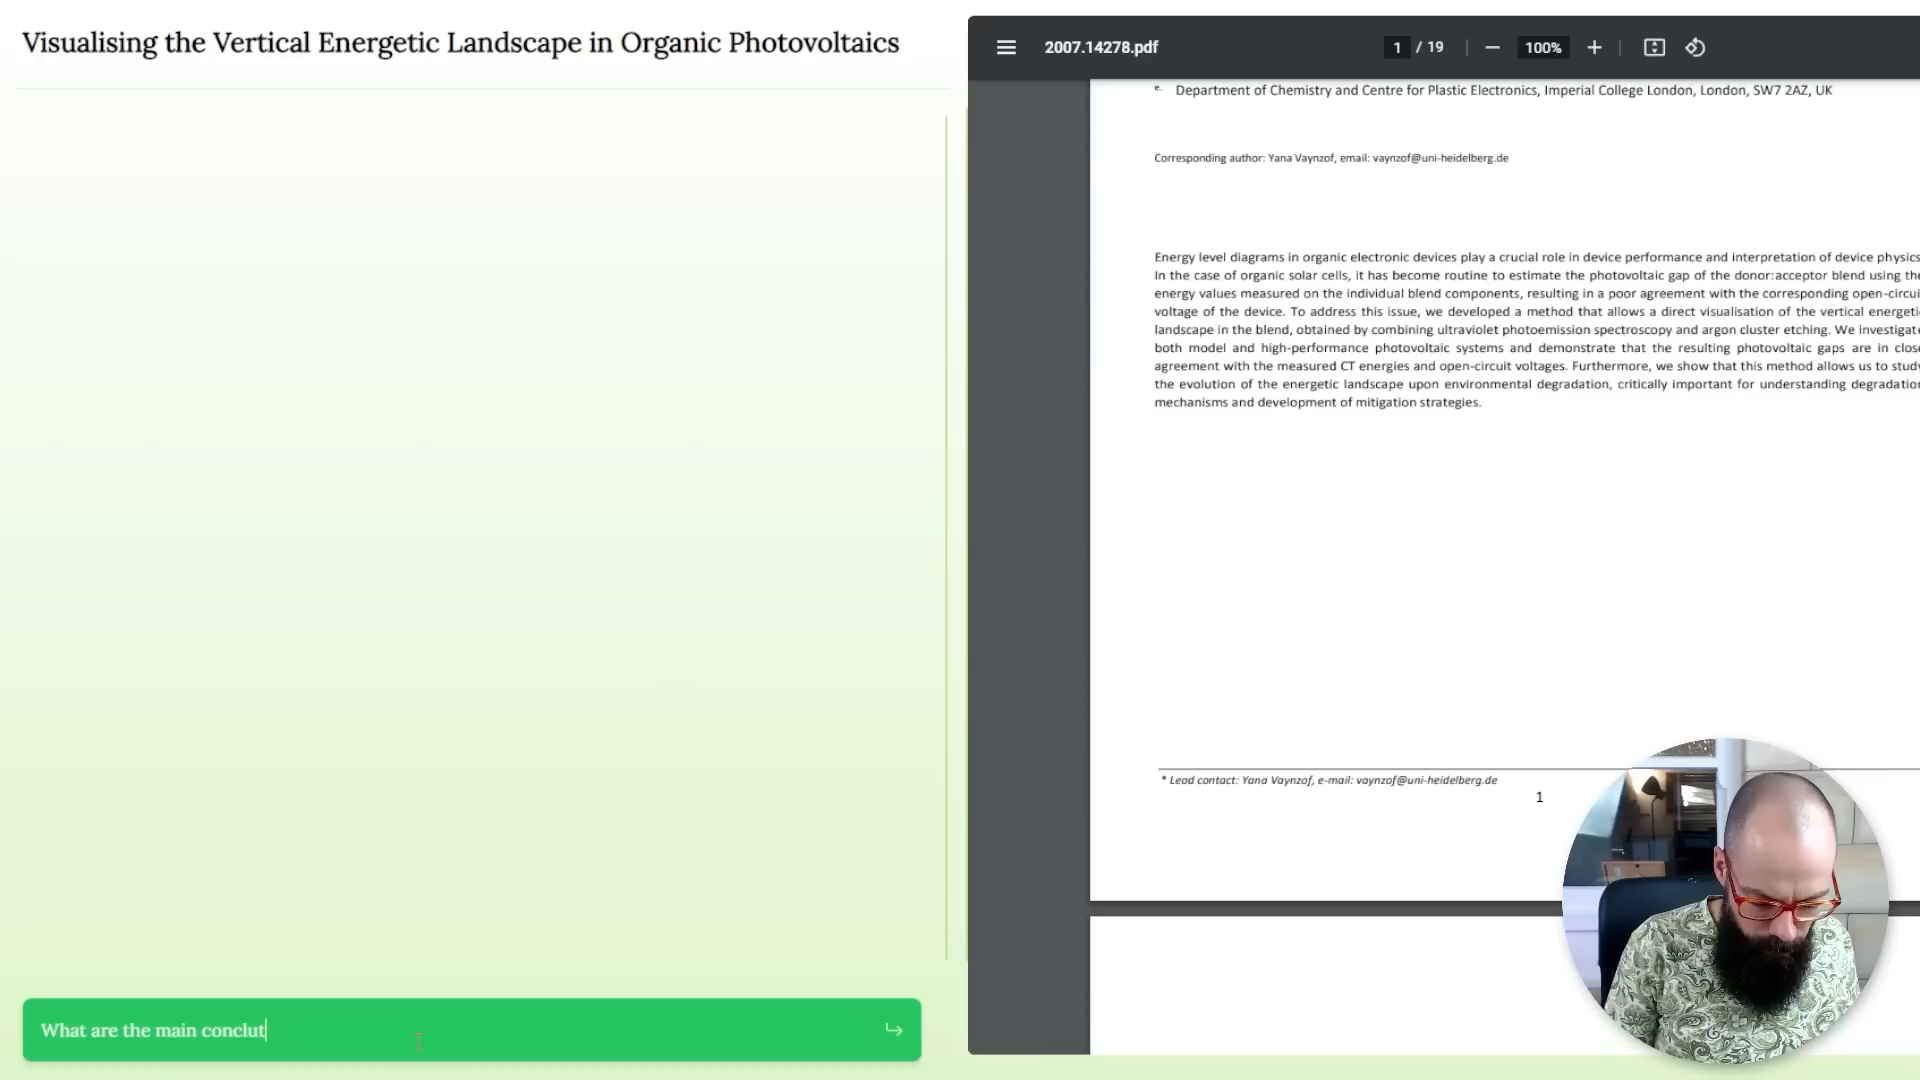 Visualising the Vertical Energetic Landscape in Organic Photovoltaics
2007.14278.pdf
1 / 19
100%
e. Department of Chemistry and Centre for Plastic Electronics, Imperial College London, London, SW7 2AZ, UK
Corresponding author: Yana Vaynzof, email: vaynzof@uni-heidelberg.de
Energy level diagrams in organic electronic devices play a crucial role in device performance and interpretation of device physics
In the case of organic solar cells, it has become routine to estimate the photovoltaic gap of the donor:acceptor blend using the
energy values measured on the individual blend components, resulting in a poor agreement with the corresponding open-circui
voltage of the device. To address this issue, we developed a method that allows a direct visualisation of the vertical energeti
landscape in the blend, obtained by combining ultraviolet photoemission spectroscopy and argon cluster etching. We investigate
both model and high-performance photovoltaic systems and demonstrate that the resulting photovoltaic gaps are in close
agreement with the measured CT energies and open-circuit voltages. Furthermore, we show that this method allows us to study
the evolution of the energetic landscape upon environmental degradation, critically important for understanding degradation
mechanisms and development of mitigation strategies.
* Lead contact: Yana Vaynzof, e-mail: vaynzof@uni-heidelberg.de
1
What are the main conclut